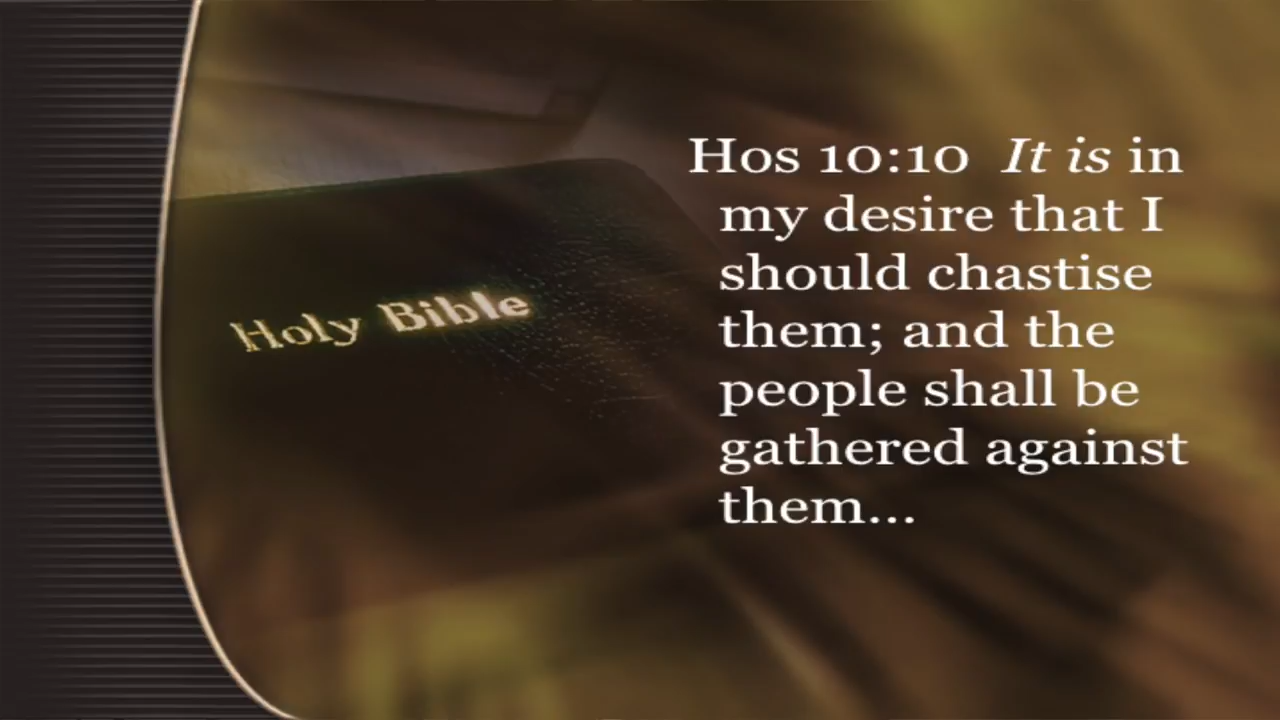 Holy Bible
Hos 10:10 It is in
my desire that I
should chastise
them; and the
people shall be
gathered against
them...